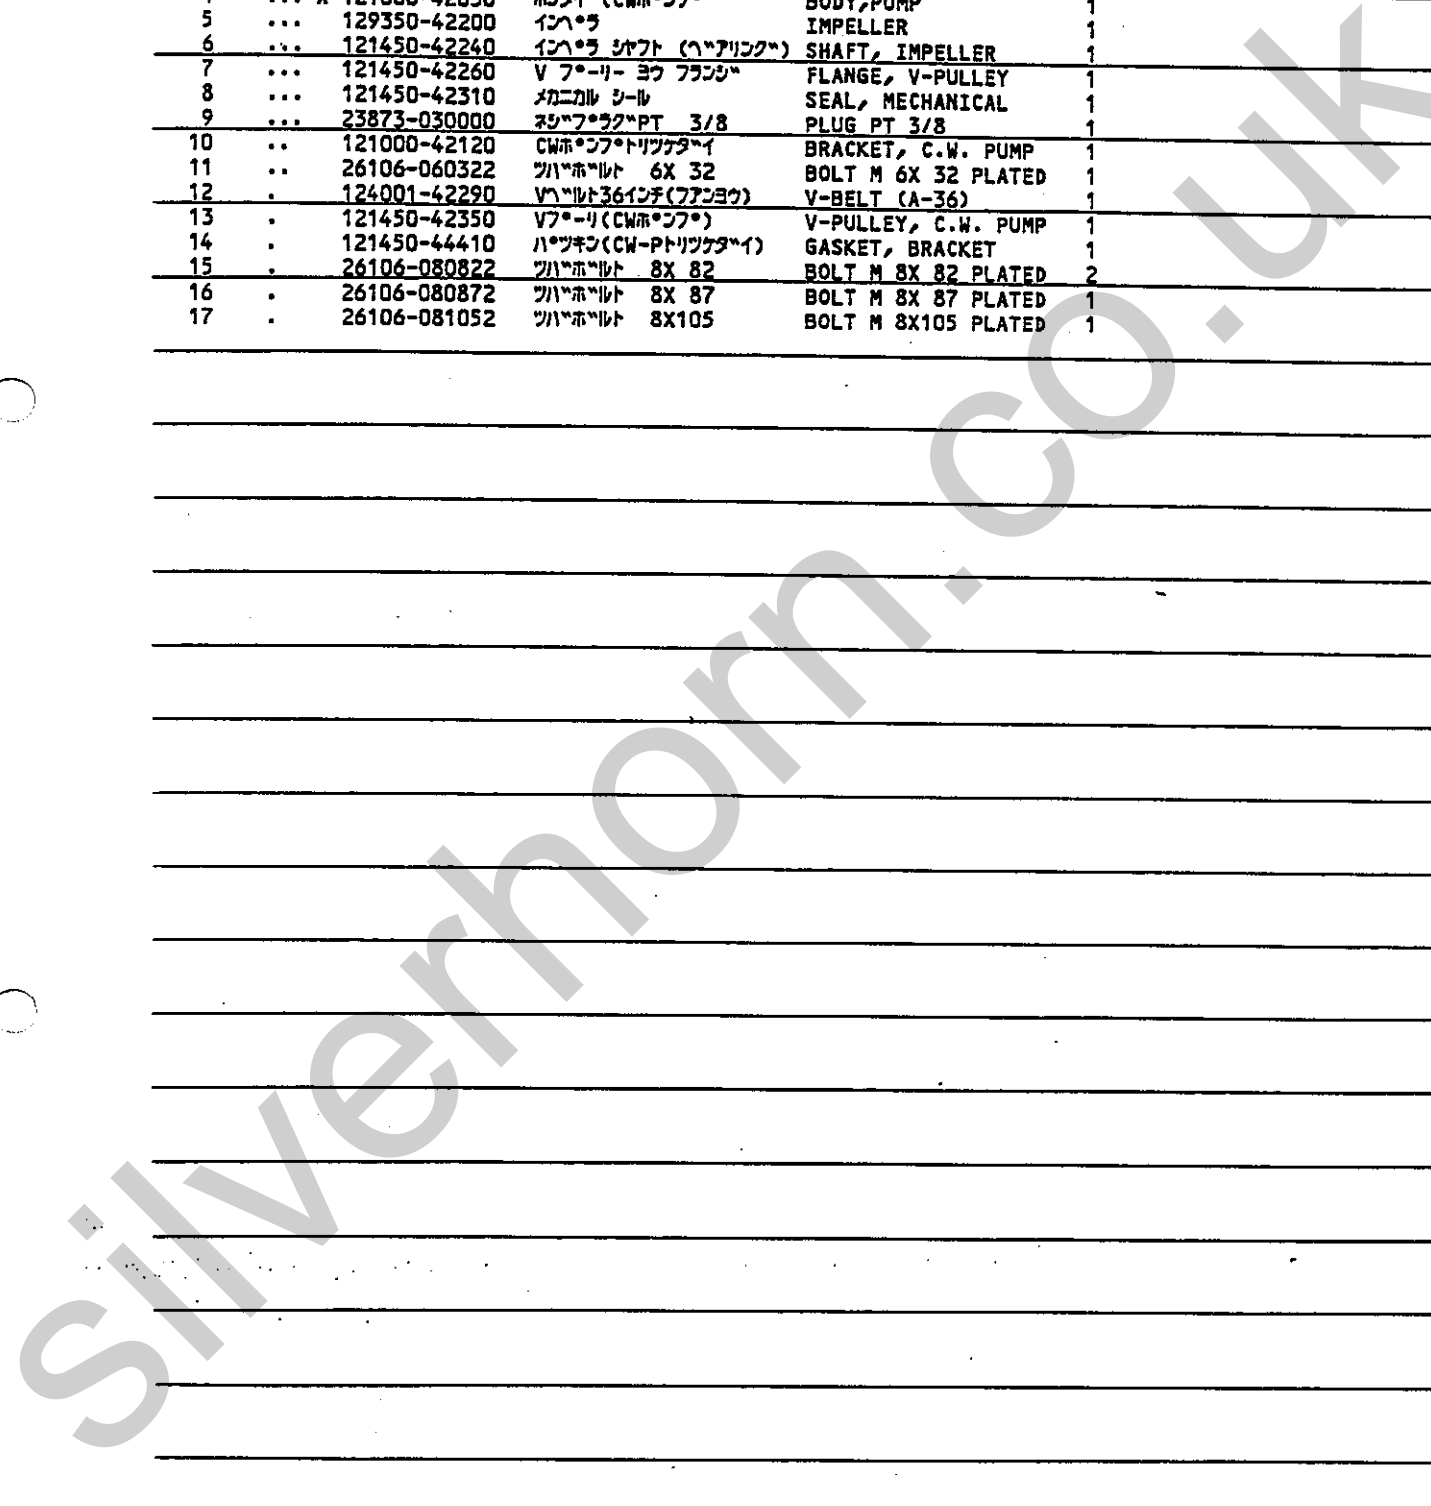 BODY,PUMP 1
5 ... 129350-42200 インペラ IMPELLER 1
6 ... 121450-42240 インペラ シヤフト (ベアリング) SHAFT, IMPELLER 1
7 ... 121450-42260 V プーリー ヨウ フランジ FLANGE, V-PULLEY 1
8 ... 121450-42310 メカニカル シール SEAL, MECHANICAL 1
9 ... 23873-030000 ネジプラグPT 3/8 PLUG PT 3/8 1
10 .. 121000-42120 CWポンプトリツケダイ BRACKET, C.W. PUMP 1
11 .. 26106-060322 ツバボルト 6X 32 BOLT M 6X 32 PLATED 1
12 . 124001-42290 Vベルト36インチ(フアンヨウ) V-BELT (A-36) 1
13 . 121450-42350 Vプーリ(CWポンプ) V-PULLEY, C.W. PUMP 1
14 . 121450-44410 パツキン(CW-Pトリツケダイ) GASKET, BRACKET 1
15 . 26106-080822 ツバボルト 8X 82 BOLT M 8X 82 PLATED 2
16 . 26106-080872 ツバボルト 8X 87 BOLT M 8X 87 PLATED 1
17 . 26106-081052 ツバボルト 8X105 BOLT M 8X105 PLATED 1
silverhorn.co.uk